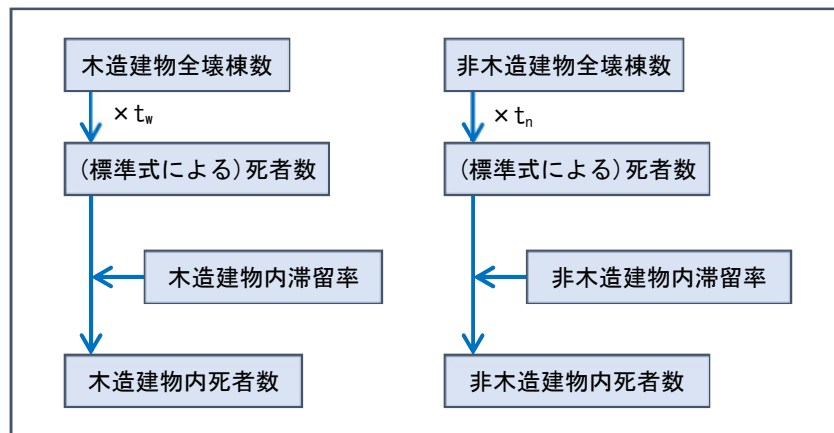 木造建物全壊棟数
×tw
(標準式による)死者数
木造建物内滞留率
木造建物内死者数
非木造建物全壊棟数
×tn
(標準式による)死者数
非木造建物内滞留率
非木造建物内死者数